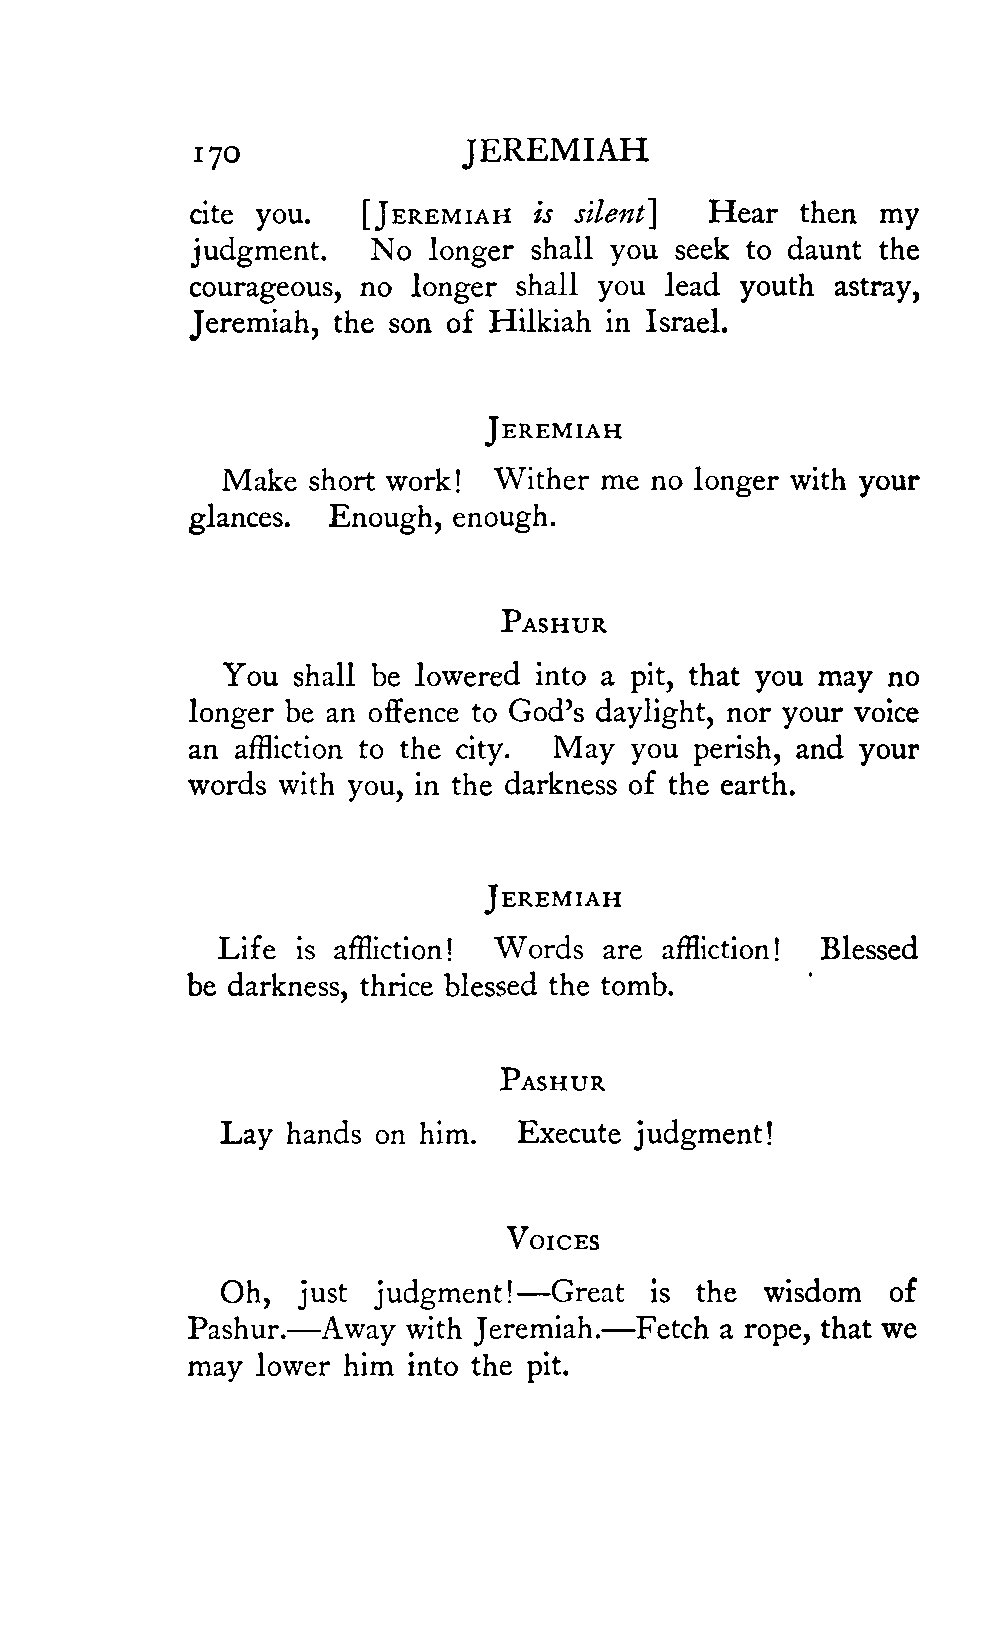 170 JEREMIAH
cite you. [JEREMIAH is silent] Hear then my
judgment. No longer shall you seek to daunt the
courageous, no longer shall you lead youth astray,
Jeremiah, the son of Hilkiah in Israel.
JEREMIAH
Make short work! Wither me no longer with your
glances. Enough, enough.
PASHUR
You shall be lowered into a pit, that you may no
longer be an offence to God's daylight, nor your voice
an affliction to the city. May you perish, and your
words with you, in the darkness of the earth.
JEREMIAH
Life is affliction! Words are affliction! Blessed
be darkness, thrice blessed the tomb.
PASHUR
Lay hands on him. Execute judgment!
VOICES
Oh, just judgment!—Great is the wisdom of
Pashur.—Away with Jeremiah.—Fetch a rope, that we
may lower him into the pit.